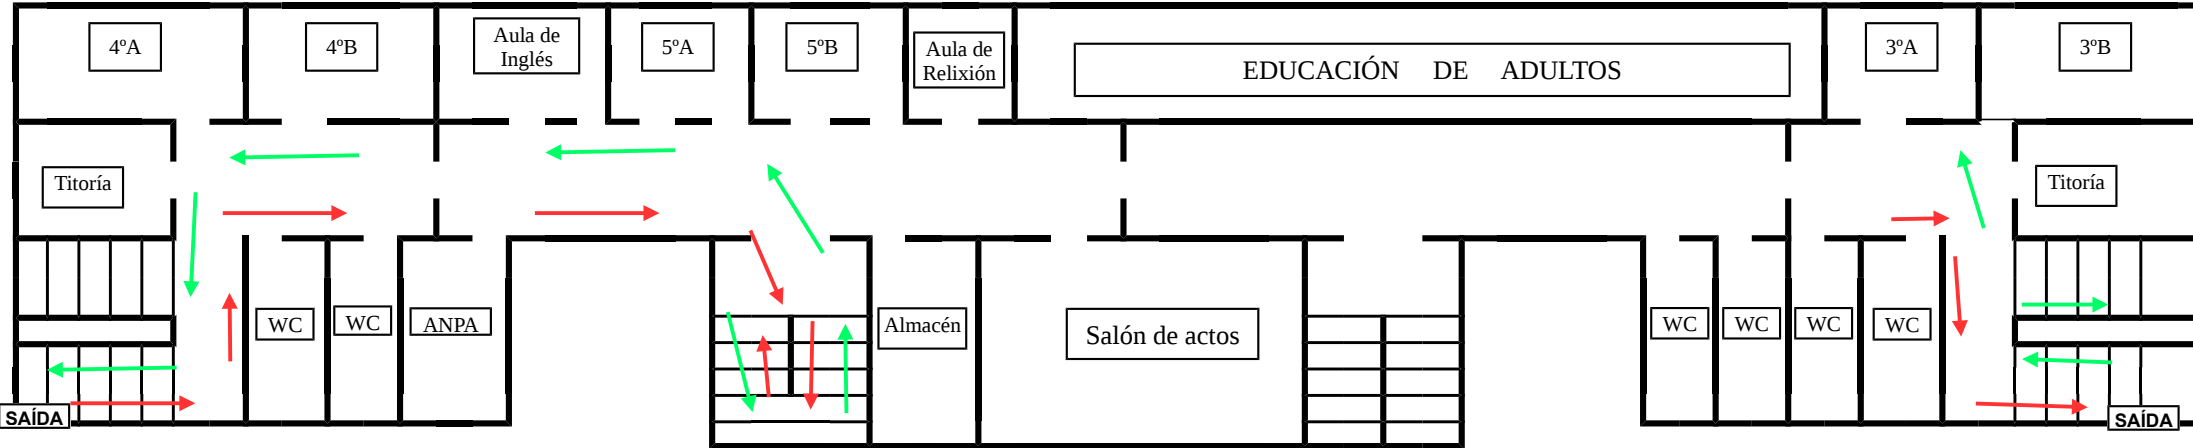 4ºA
4ºB
Aula de
Inglés
5ºA
5ºB
Aula de
Relixión
EDUCACIÓN DE ADULTOS
3ºA
3ºB
Titoría
Titoría
WC
WC
ANPA
Almacén
Salón de actos
WC
WC
WC
WC
SAÍDA
SAÍDA